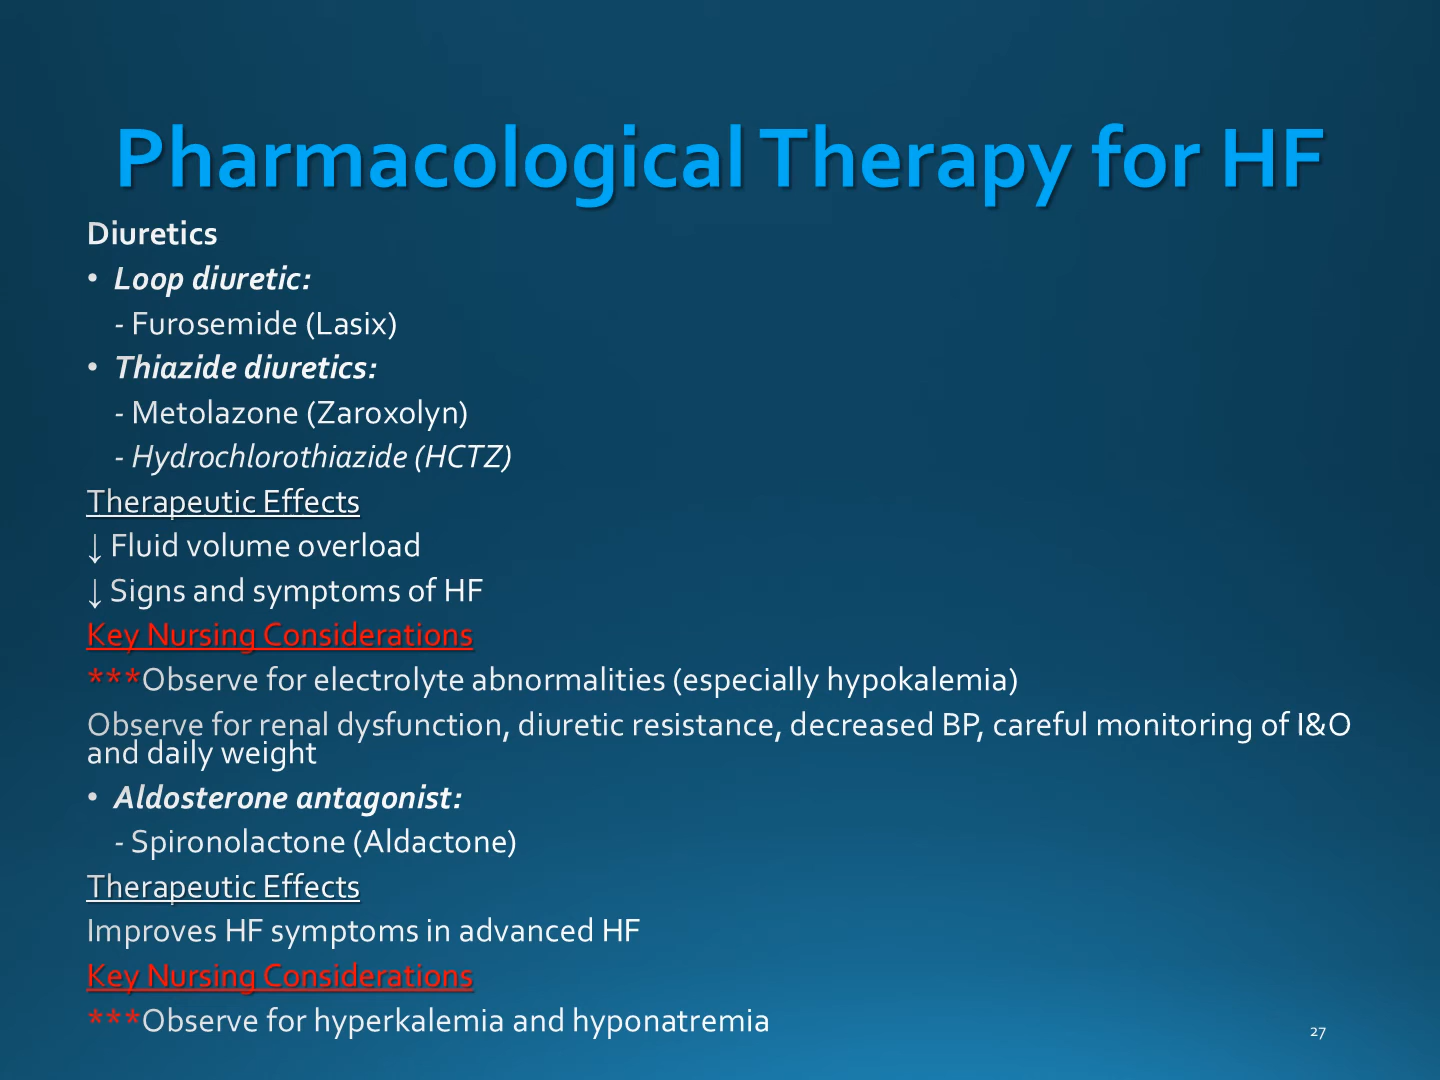 Pharmacological Therapy for HF
Diuretics
• Loop diuretic:
- Furosemide (Lasix)
• Thiazide diuretics:
- Metolazone (Zaroxolyn)
- Hydrochlorothiazide (HCTZ)
Therapeutic Effects
↓ Fluid volume overload
↓ Signs and symptoms of HF
Key Nursing Considerations
***Observe for electrolyte abnormalities (especially hypokalemia)
Observe for renal dysfunction, diuretic resistance, decreased BP, careful monitoring of I&O
and daily weight
• Aldosterone antagonist:
- Spironolactone (Aldactone)
Therapeutic Effects
Improves HF symptoms in advanced HF
Key Nursing Considerations
***Observe for hyperkalemia and hyponatremia
27